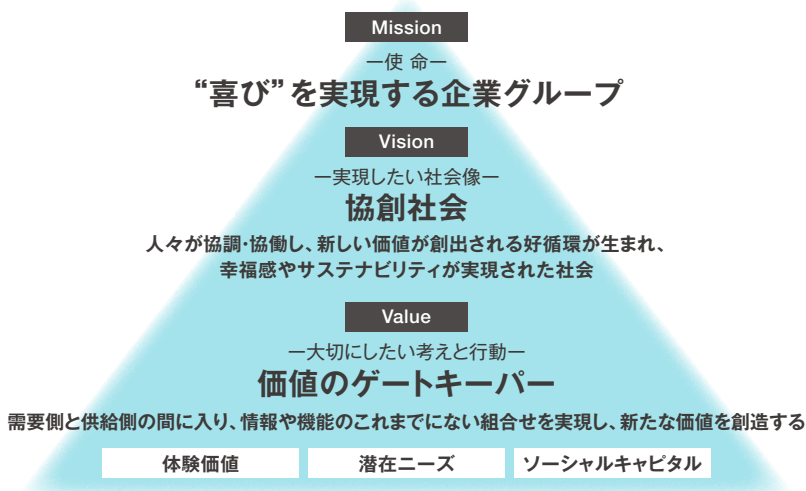 Mission
ー使 命ー
“喜び”を実現する企業グループ
Vision
ー実現したい社会像ー
協創社会
人々が協調・協働し、新しい価値が創出される好循環が生まれ、
幸福感やサステナビリティが実現された社会
Value
ー大切にしたい考えと行動ー
価値のゲートキーパー
需要側と供給側の間に入り、情報や機能のこれまでにない組合せを実現し、新たな価値を創造する
体験価値 潜在ニーズ ソーシャルキャピタル